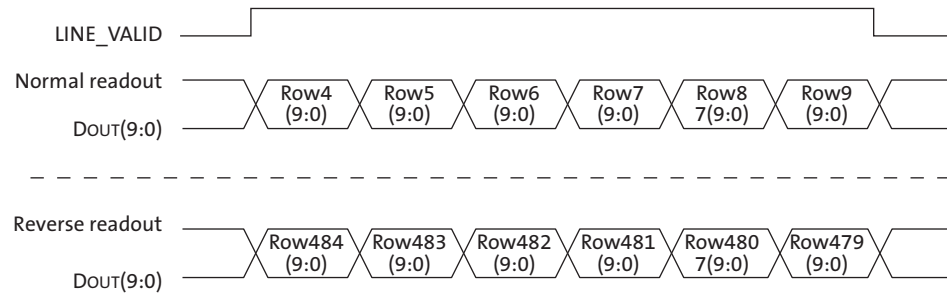 LINE_VALID
Normal readout
Row4 Row5 Row6 Row7 Row8 Row9
(9:0) (9:0) (9:0) (9:0) 7(9:0) (9:0)
DOUT(9:0)
Reverse readout
Row484 Row483 Row482 Row481 Row480 Row479
(9:0) (9:0) (9:0) (9:0) 7(9:0) (9:0)
DOUT(9:0)